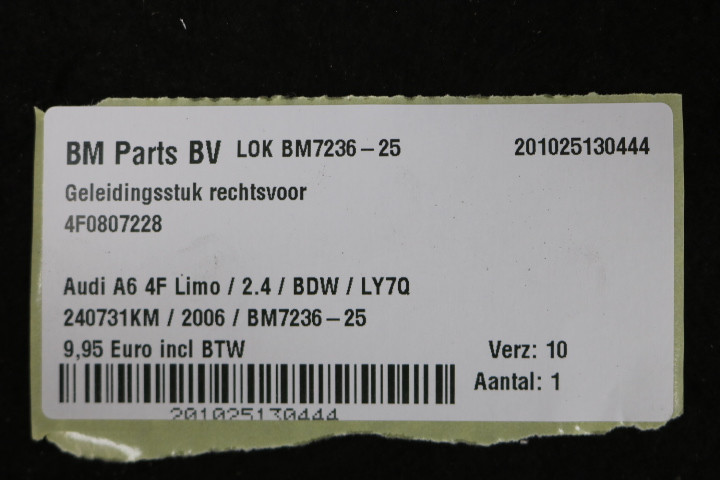 BM Parts BV LOK BM7236-25 201025130444
Geleidingsstuk rechtsvoor
4F0807228
Audi A6 4F Limo / 2.4 / BDW / LY7Q
240731KM / 2006 / BM7236-25
9,95 Euro incl BTW Verz: 10
Aantal: 1
201025130444